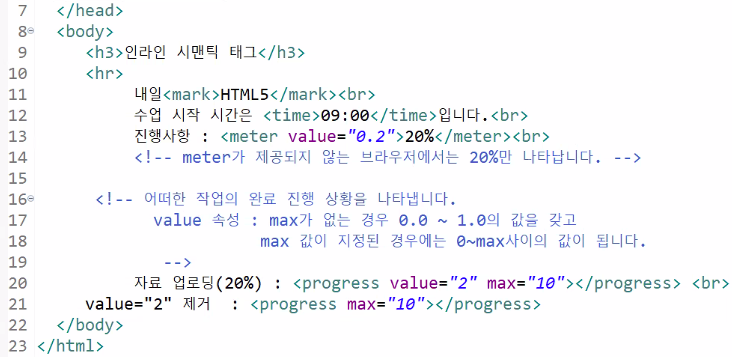 7 </head>
8 <body>
9 <h3>인라인 시맨틱 태그</h3>
10 <hr>
11 내일<mark>HTML5</mark><br>
12 수업 시작 시간은 <time>09:00</time>입니다.<br>
13 진행사항 : <meter value="0.2">20%</meter><br>
14 <!-- meter가 제공되지 않는 브라우저에서는 20%만 나타납니다. -->
15
16 <!-- 어떠한 작업의 완료 진행 상황을 나타냅니다.
17 value 속성 : max가 없는 경우 0.0 ~ 1.0의 값을 갖고
18 max 값이 지정된 경우에는 0~max사이의 값이 됩니다.
19 -->
20 자료 업로딩(20%) : <progress value="2" max="10"></progress> <br>
21 value="2" 제거 : <progress max="10"></progress>
22 </body>
23 </html>